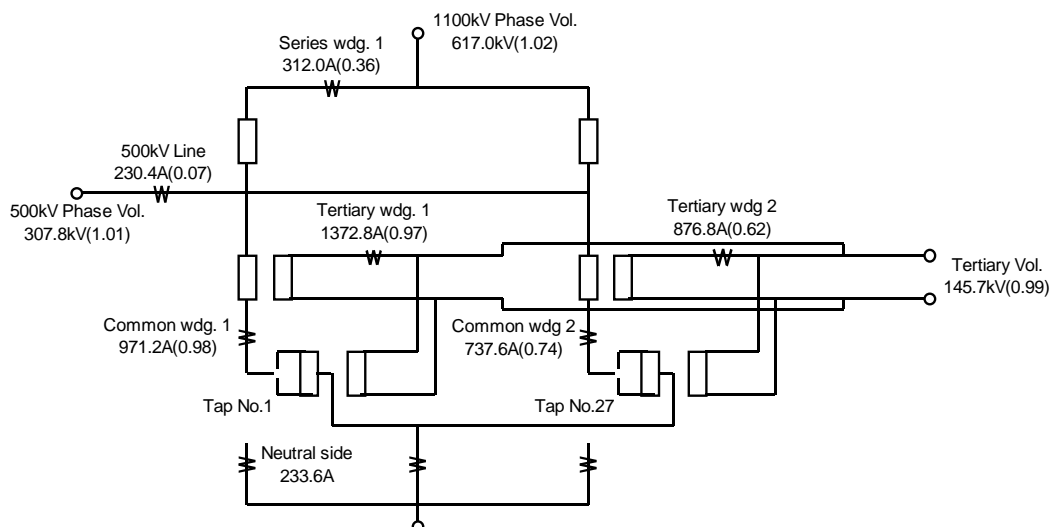 1100kV Phase Vol.
617.0kV(1.02)
Series wdg. 1
312.0A(0.36)
500kV Line
230.4A(0.07)
500kV Phase Vol.
307.8kV(1.01)
Tertiary wdg. 1
1372.8A(0.97)
Tertiary wdg 2
876.8A(0.62)
Tertiary Vol.
145.7kV(0.99)
Common wdg. 1
971.2A(0.98)
Common wdg 2
737.6A(0.74)
Tap No.1
Tap No.27
Neutral side
233.6A